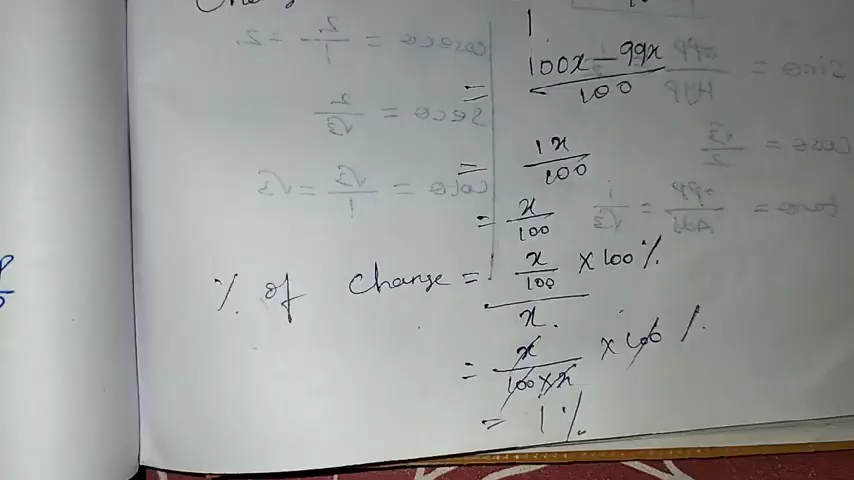 1
= 100x - 99x / 100
= 1x / 100
= x / 100
% of Change = x / 100 / x . × 100 %
= x / 100 × x × 100 %
= 1 %